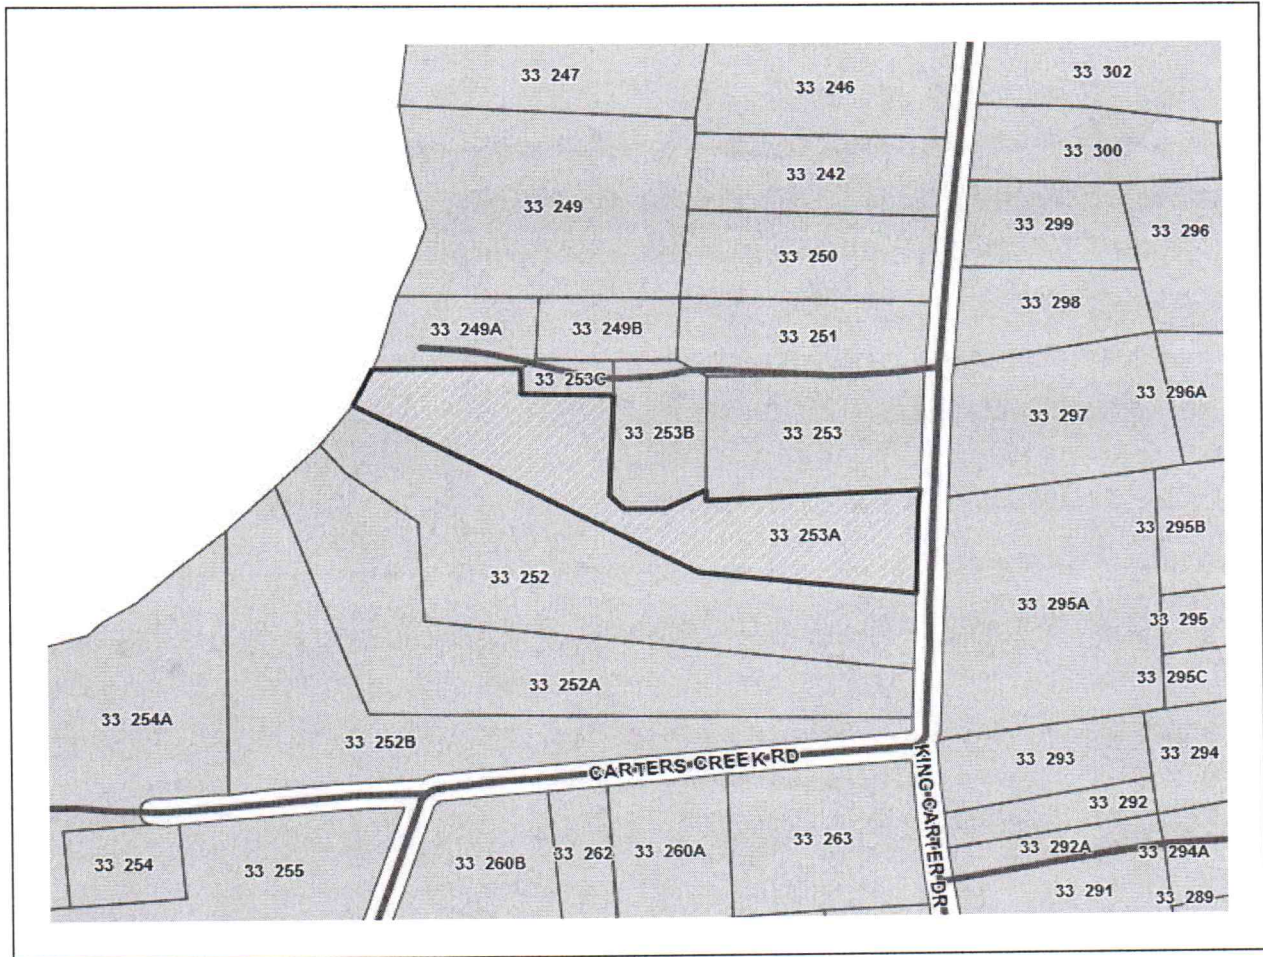 33 247
33 246
33 302
33 300
33 242
33 249
33 299
33 296
33 250
33 298
33 249A
33 249B
33 251
33 253C
33 296A
33 297
33 253B
33 253
33 295B
33 253A
33 252
33 295A
33 295
33 295C
33 252A
33 254A
33 252B
33 293
33 294
CARTERS CREEK RD
KING CARTER DR
33 292
33 254
33 255
33 260B
33 262
33 260A
33 263
33 292A
33 294A
33 291
33 289